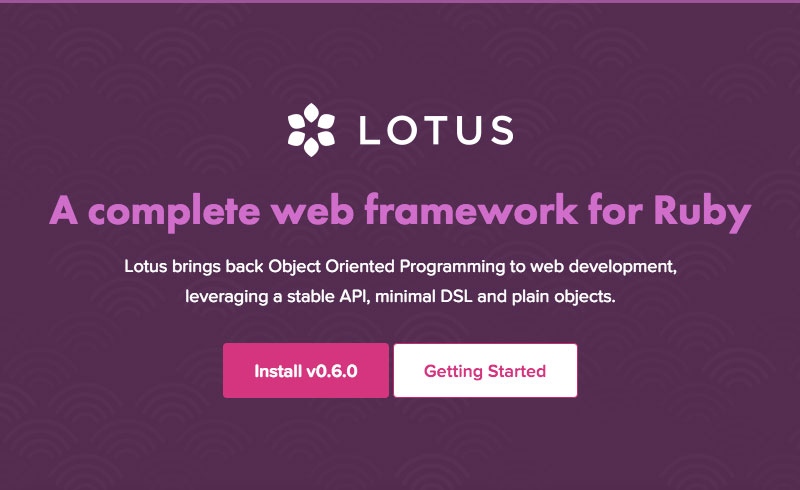 LOTUS
A complete web framework for Ruby
Lotus brings back Object Oriented Programming to web development,
leveraging a stable API, minimal DSL and plain objects.
Install v0.6.0
Getting Started